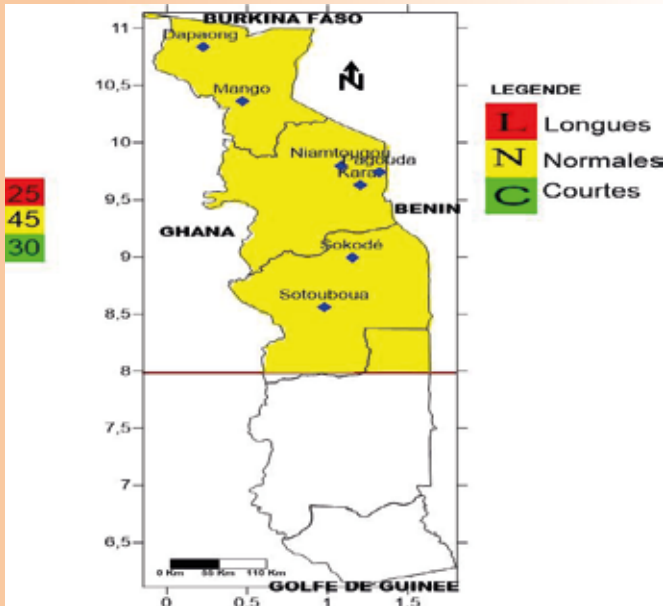 BURKINA FASO
11
Dapaong
10,5
Mango
10
Niamtougou
Pagouda
Kara
9,5
BENIN
GHANA
9
Sokodé
8,5
Sotouboua
8
7,5
7
6,5
0 Km 55 Km 110 Km
GOLFE DE GUINEE
0 0.5 1 1.5
N
25
45
30
LEGENDE
L Longues
N Normales
C Courtes